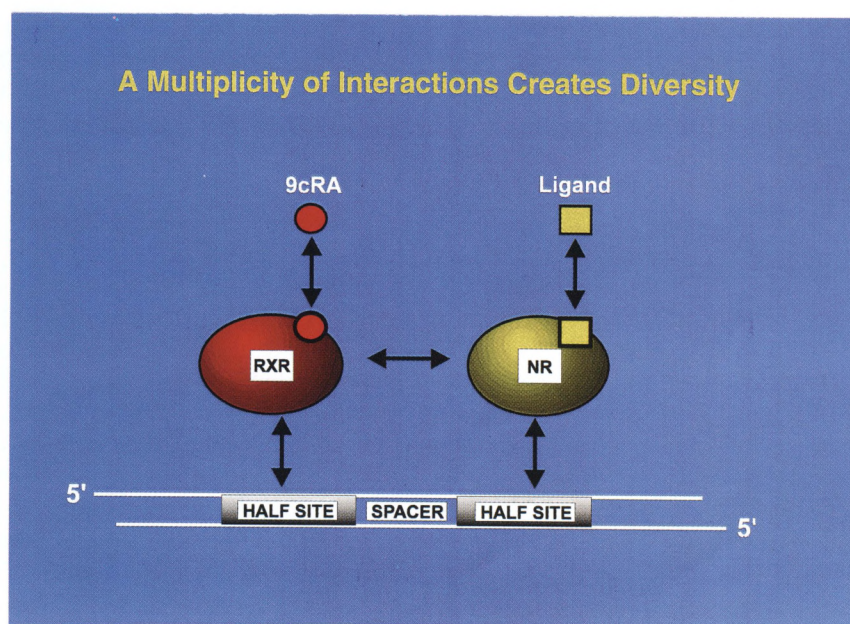 A Multiplicity of Interactions Creates Diversity
9cRA Ligand
RXR NR
5'
HALF SITE SPACER HALF SITE
5'